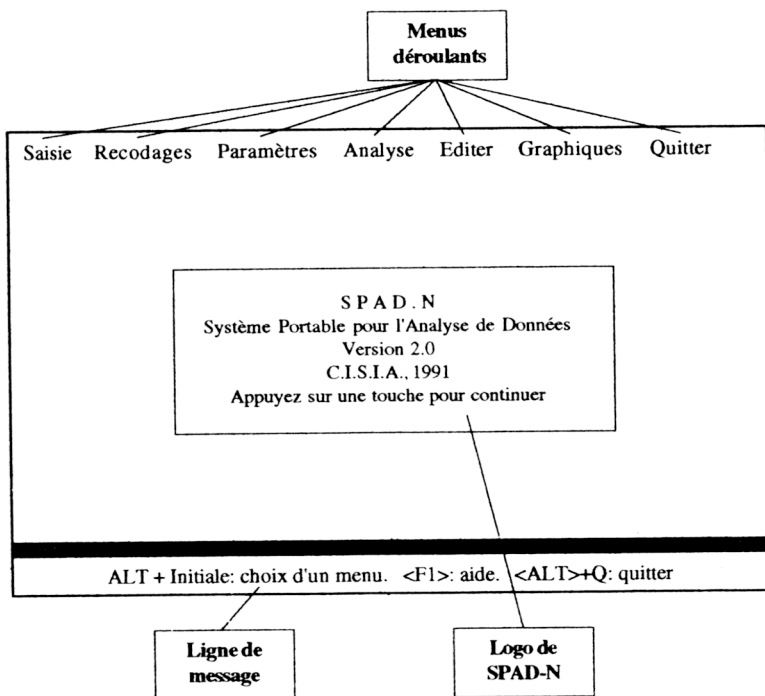 Menus
déroulants
Saisie Recodages Paramètres Analyse Editer Graphiques Quitter
S P A D . N
Système Portable pour l'Analyse de Données
Version 2.0
C.I.S.I.A., 1991
Appuyez sur une touche pour continuer
ALT + Initiale: choix d'un menu. <F1>: aide. <ALT>+Q: quitter
Ligne de
message
Logo de
SPAD-N